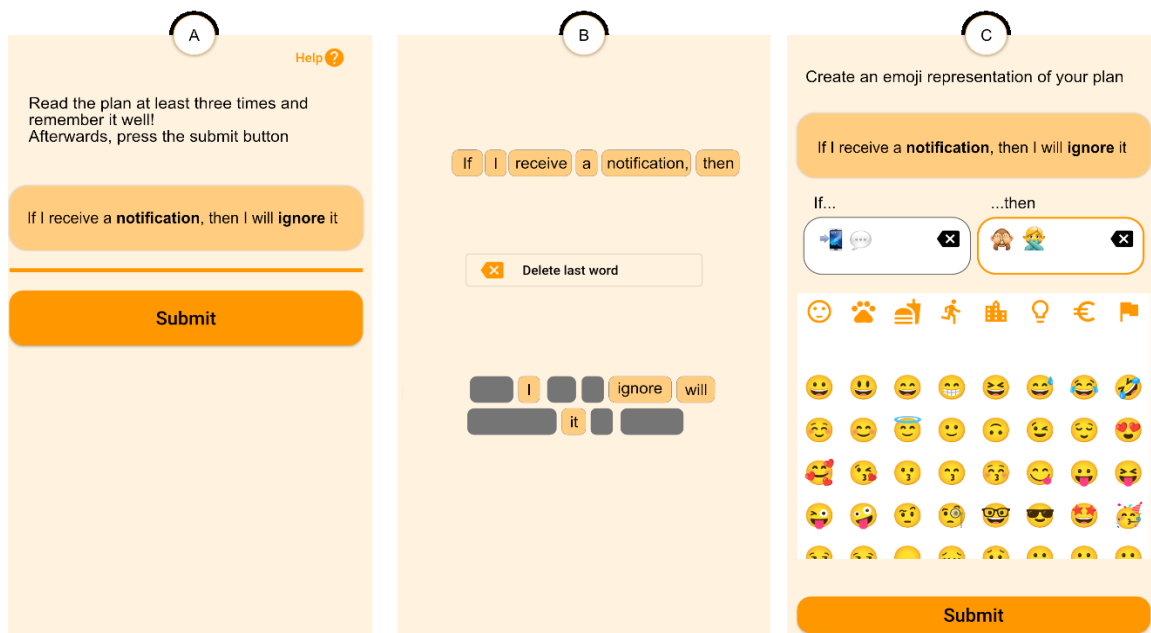 A
Help ?
Read the plan at least three times and
remember it well!
Afterwards, press the submit button
If I receive a notification, then I will ignore it
Submit
B
If I receive a notification, then
Delete last word
I ignore will
it
C
Create an emoji representation of your plan
If I receive a notification, then I will ignore it
If... ...then
Submit